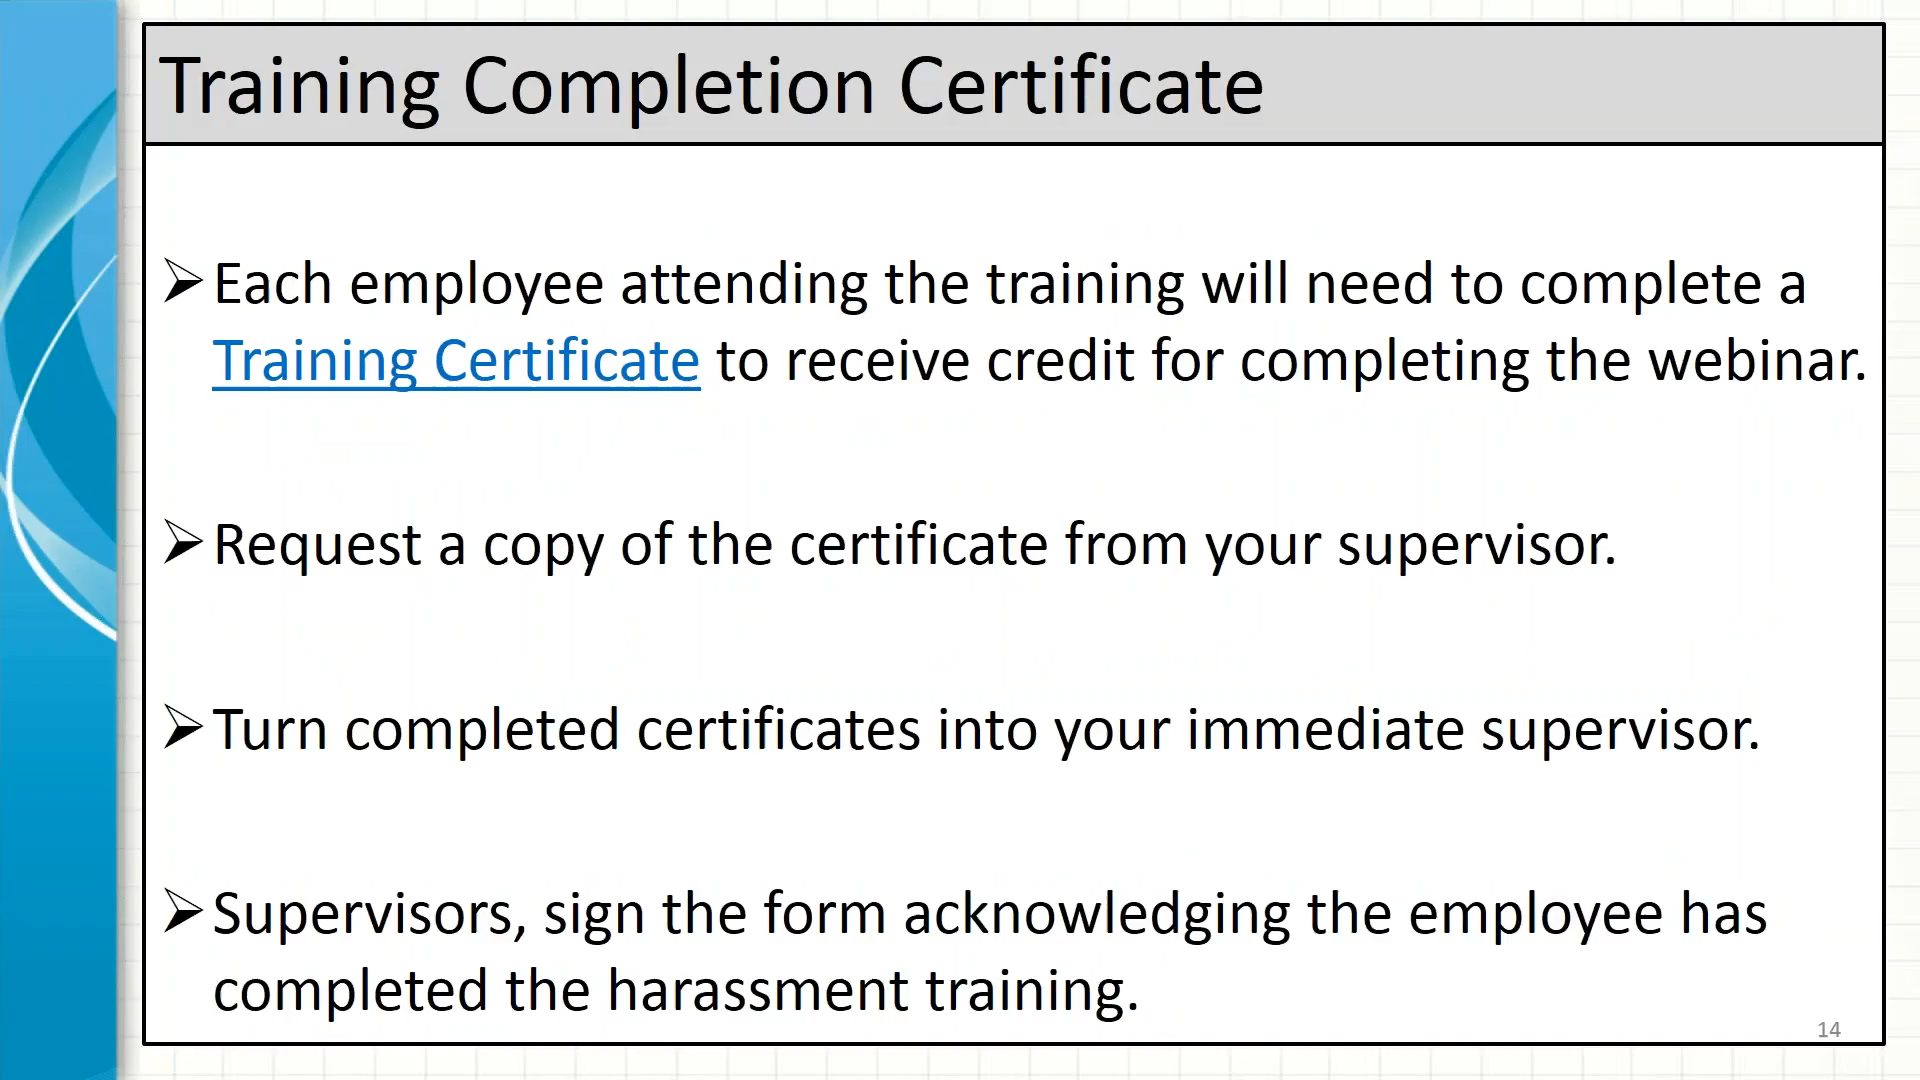 Training Completion Certificate
Each employee attending the training will need to complete a
Training Certificate to receive credit for completing the webinar.
Request a copy of the certificate from your supervisor.
Turn completed certificates into your immediate supervisor.
Supervisors, sign the form acknowledging the employee has
completed the harassment training.
14